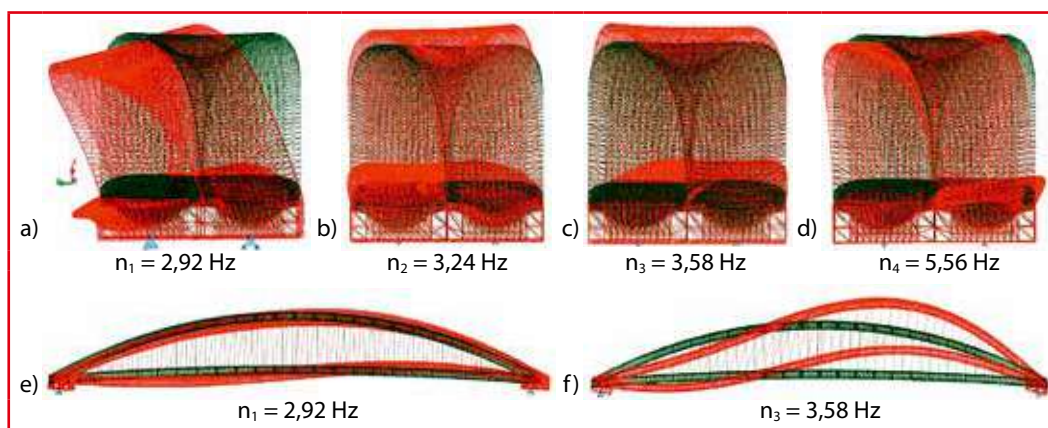 a) b) c) d)
n₁ = 2,92 Hz n₂ = 3,24 Hz n₃ = 3,58 Hz n₄ = 5,56 Hz
e) f)
n₁ = 2,92 Hz n₃ = 3,58 Hz